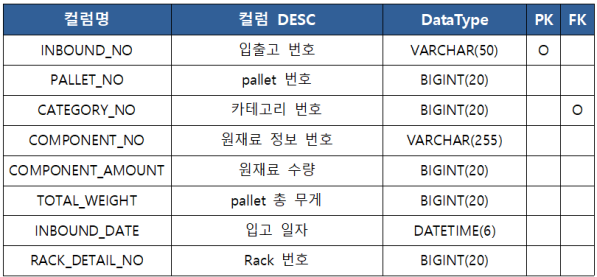 컬럼명 컬럼 DESC DataType PK FK
INBOUND_NO 입출고 번호 VARCHAR(50) O
PALLET_NO pallet 번호 BIGINT(20)
CATEGORY_NO 카테고리 번호 BIGINT(20) O
COMPONENT_NO 원재료 정보 번호 VARCHAR(255)
COMPONENT_AMOUNT 원재료 수량 BIGINT(20)
TOTAL_WEIGHT pallet 총 무게 BIGINT(20)
INBOUND_DATE 입고 일자 DATETIME(6)
RACK_DETAIL_NO Rack 번호 BIGINT(20)